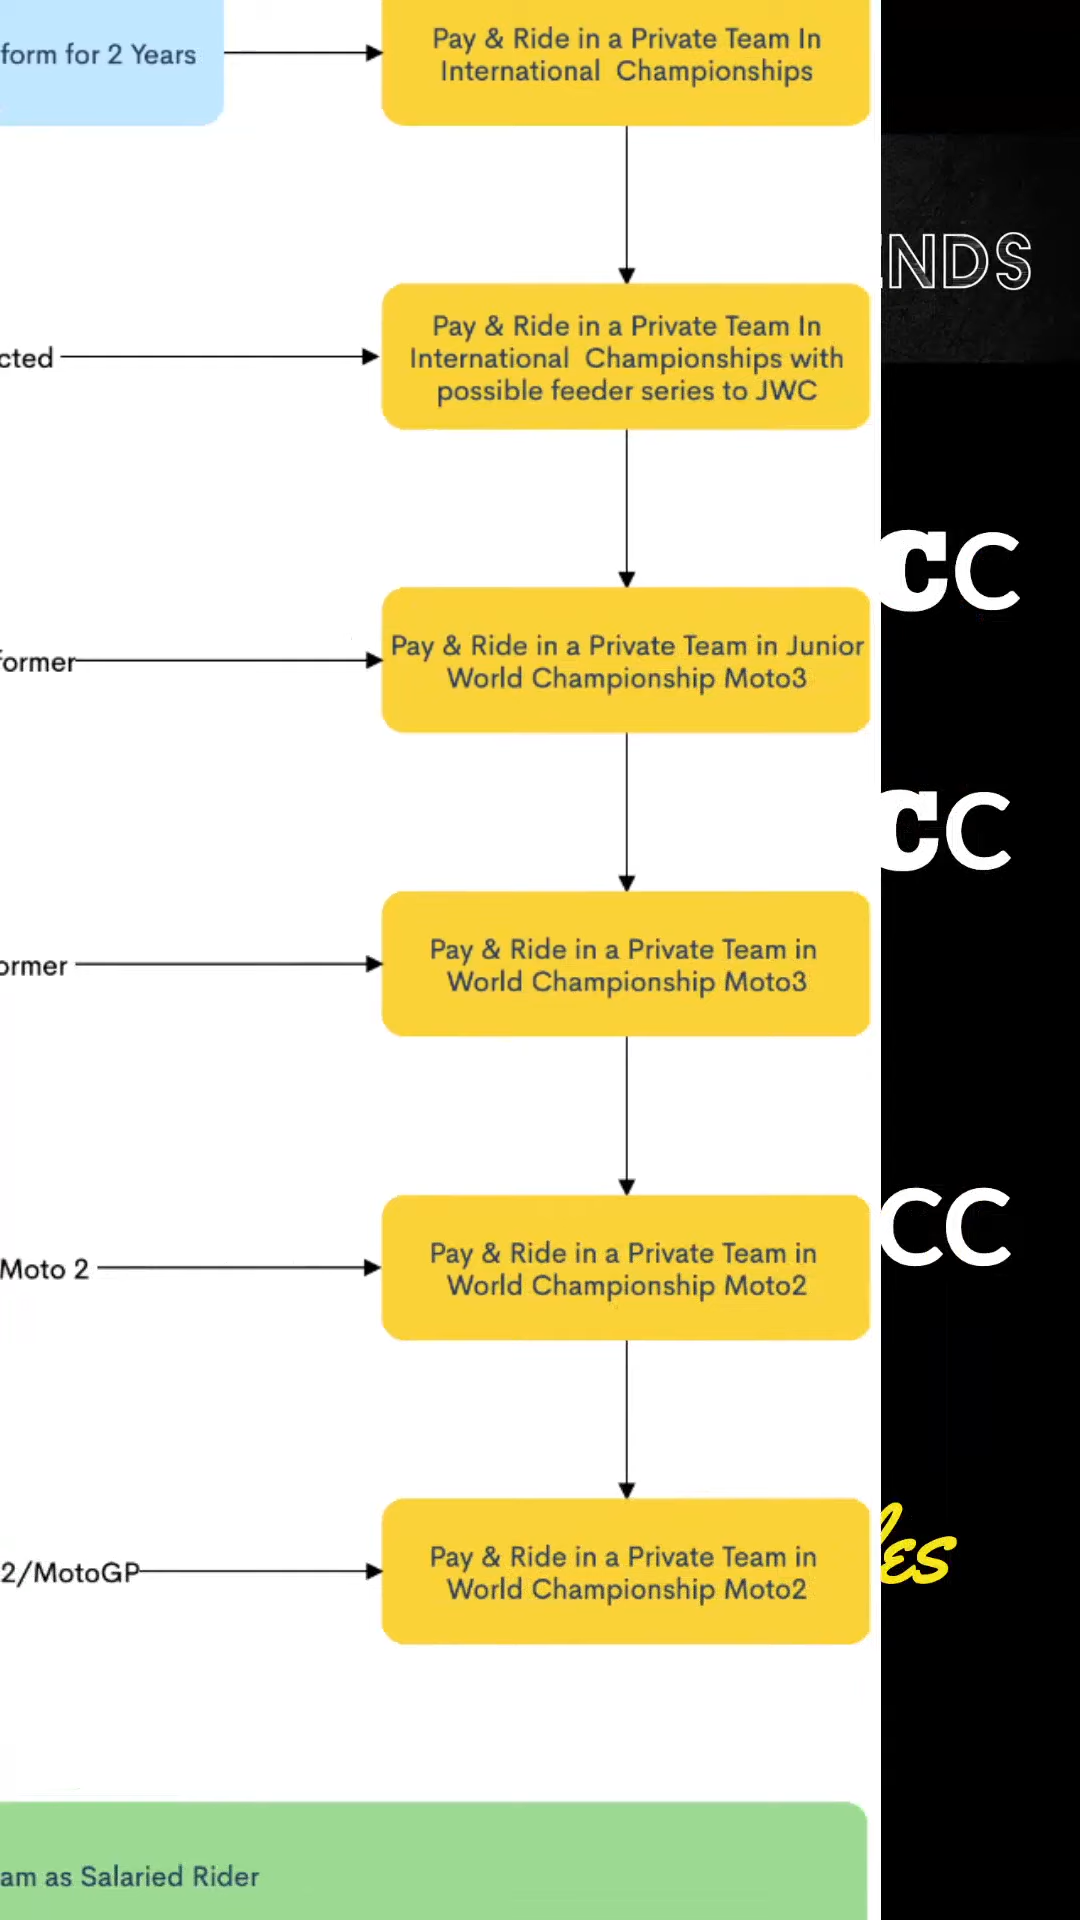 form for 2 Years
Pay & Ride in a Private Team In
International Championships
NDS
cted
Pay & Ride in a Private Team In
International Championships with
possible feeder series to JWC
CC
former
Pay & Ride in a Private Team in Junior
World Championship Moto3
CC
ormer
Pay & Ride in a Private Team in
World Championship Moto3
Moto 2
Pay & Ride in a Private Team in
World Championship Moto2
CC
2/MotoGP
Pay & Ride in a Private Team in
World Championship Moto2
les
am as Salaried Rider